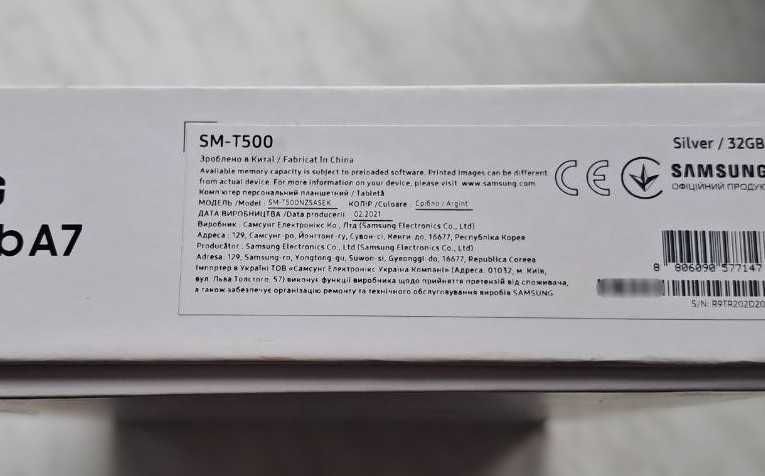 G
b A7
SM-T500
Silver / 32GB
Зроблено в Китаї / Fabricat în China
Available memory capacity is subject to preloaded software. Printed images can be different
from actual device. For more information on your device, please visit www.samsung.com
Комп'ютер персональний планшетний / Tabletă
МОДЕЛЬ / Model : SM-T500NZSASEK КОЛІР /Culoare : Срібло / Argint
ДАТА ВИРОБНИЦТВА /Data producerii 02.2021
Виробник : Самсунг Електронікс Ко., Лтд (Samsung Electronics Co., Ltd)
Адреса : 129, Самсунг-ро, Йонгтонг-гу, Сувон-сі, Кенгі-до, 16677, Республіка Корея
Producător : Samsung Electronics Co., Ltd (Samsung Electronics Co., Ltd)
Adresa: 129, Samsung-ro, Yongtong-gu, Suwon-si, Gyeonggi-do, 16677, Republica Coreea
Імпортер в Україні ТОВ «Самсунг Електронікс Україна Компані» (Адреса: 01032, м. Київ,
вул. Льва Толстого, 57) виконує функції виробника щодо прийняття претензій від споживача,
а також забезпечує організацію ремонту та технічного обслуговування виробів SAMSUNG
CE
SAMSUNG
ОФІЦІЙНИЙ ПРОДУК
8 806090 577147
S/N: R9TR202D20